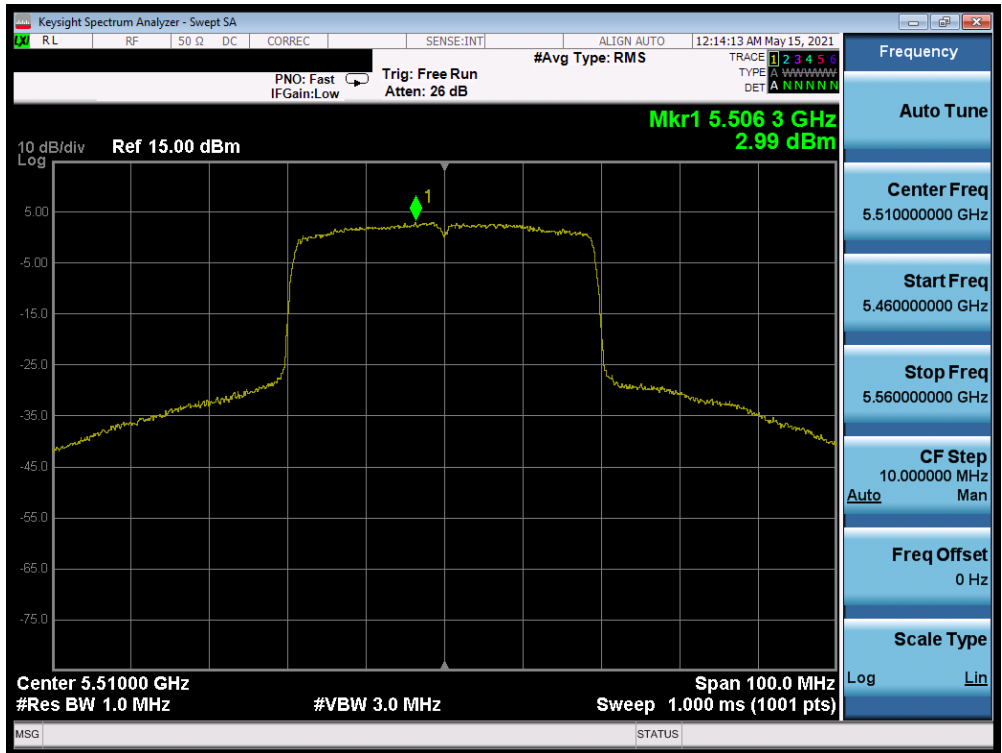 Keysight Spectrum Analyzer - Swept SA
LXI RL RF 50 Ω DC CORREC SENSE:INT ALIGN AUTO 12:14:13 AM May 15, 2021
PNO: Fast
IFGain:Low
Trig: Free Run
Atten: 26 dB
#Avg Type: RMS
TRACE 1 2 3 4 5 6
TYPE A WWWWW
DET A N N N N N
Mkr1 5.506 3 GHz
2.99 dBm
10 dB/div Ref 15.00 dBm
Log
1
5.00
-5.00
-15.0
-25.0
-35.0
-45.0
-55.0
-65.0
-75.0
Center 5.51000 GHz
Span 100.0 MHz
#Res BW 1.0 MHz
#VBW 3.0 MHz
Sweep 1.000 ms (1001 pts)
MSG
STATUS
Frequency
Auto Tune
Center Freq
5.510000000 GHz
Start Freq
5.460000000 GHz
Stop Freq
5.560000000 GHz
CF Step
10.000000 MHz
Auto Man
Freq Offset
0 Hz
Scale Type
Log Lin